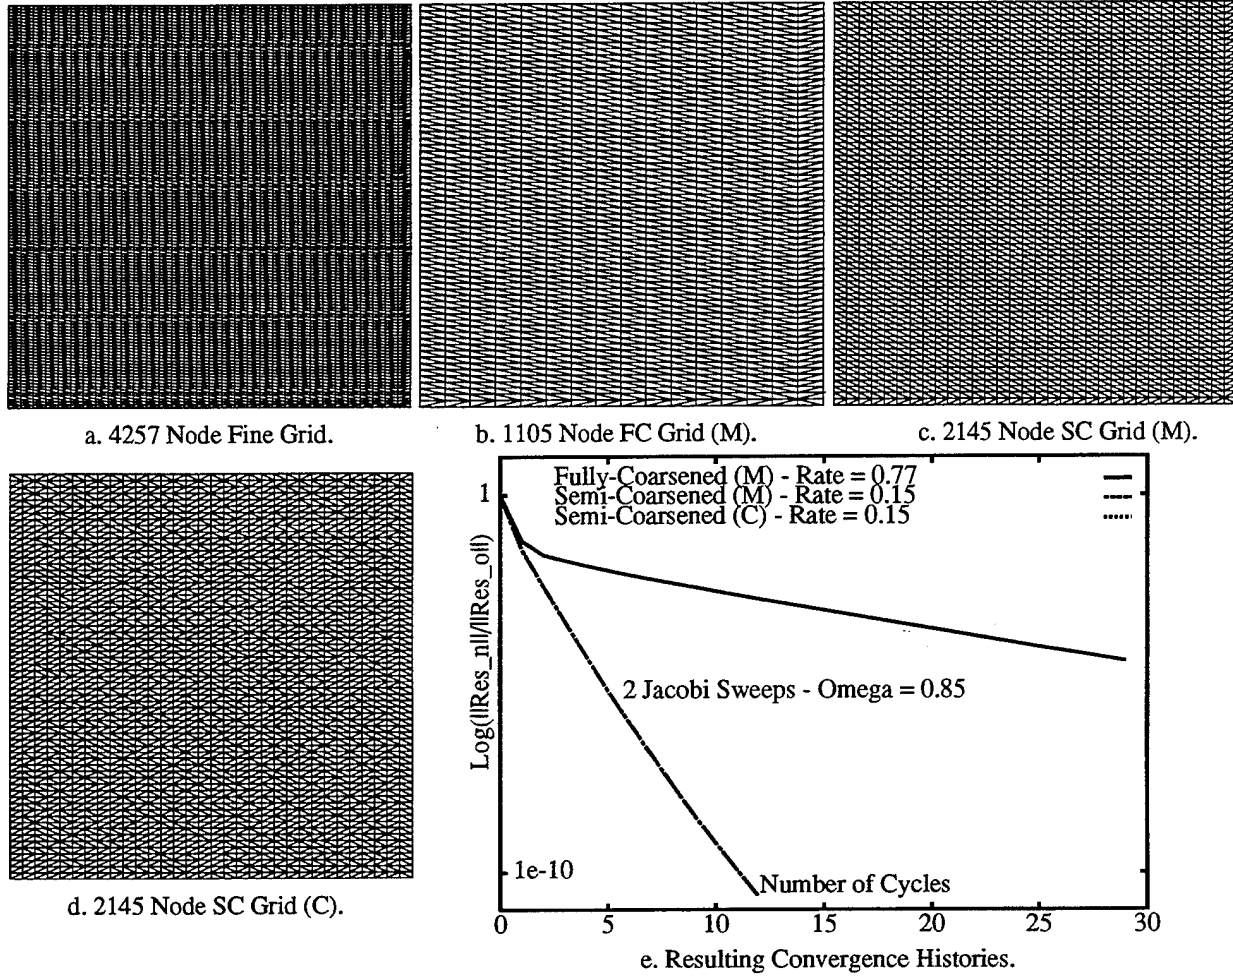 a. 4257 Node Fine Grid.
b. 1105 Node FC Grid (M).
c. 2145 Node SC Grid (M).
d. 2145 Node SC Grid (C).
Log(||Res_n||/||Res_o||)
1
1e-10
Fully-Coarsened (M) - Rate = 0.77
Semi-Coarsened (M) - Rate = 0.15
Semi-Coarsened (C) - Rate = 0.15
2 Jacobi Sweeps - Omega = 0.85
Number of Cycles
0 5 10 15 20 25 30
e. Resulting Convergence Histories.